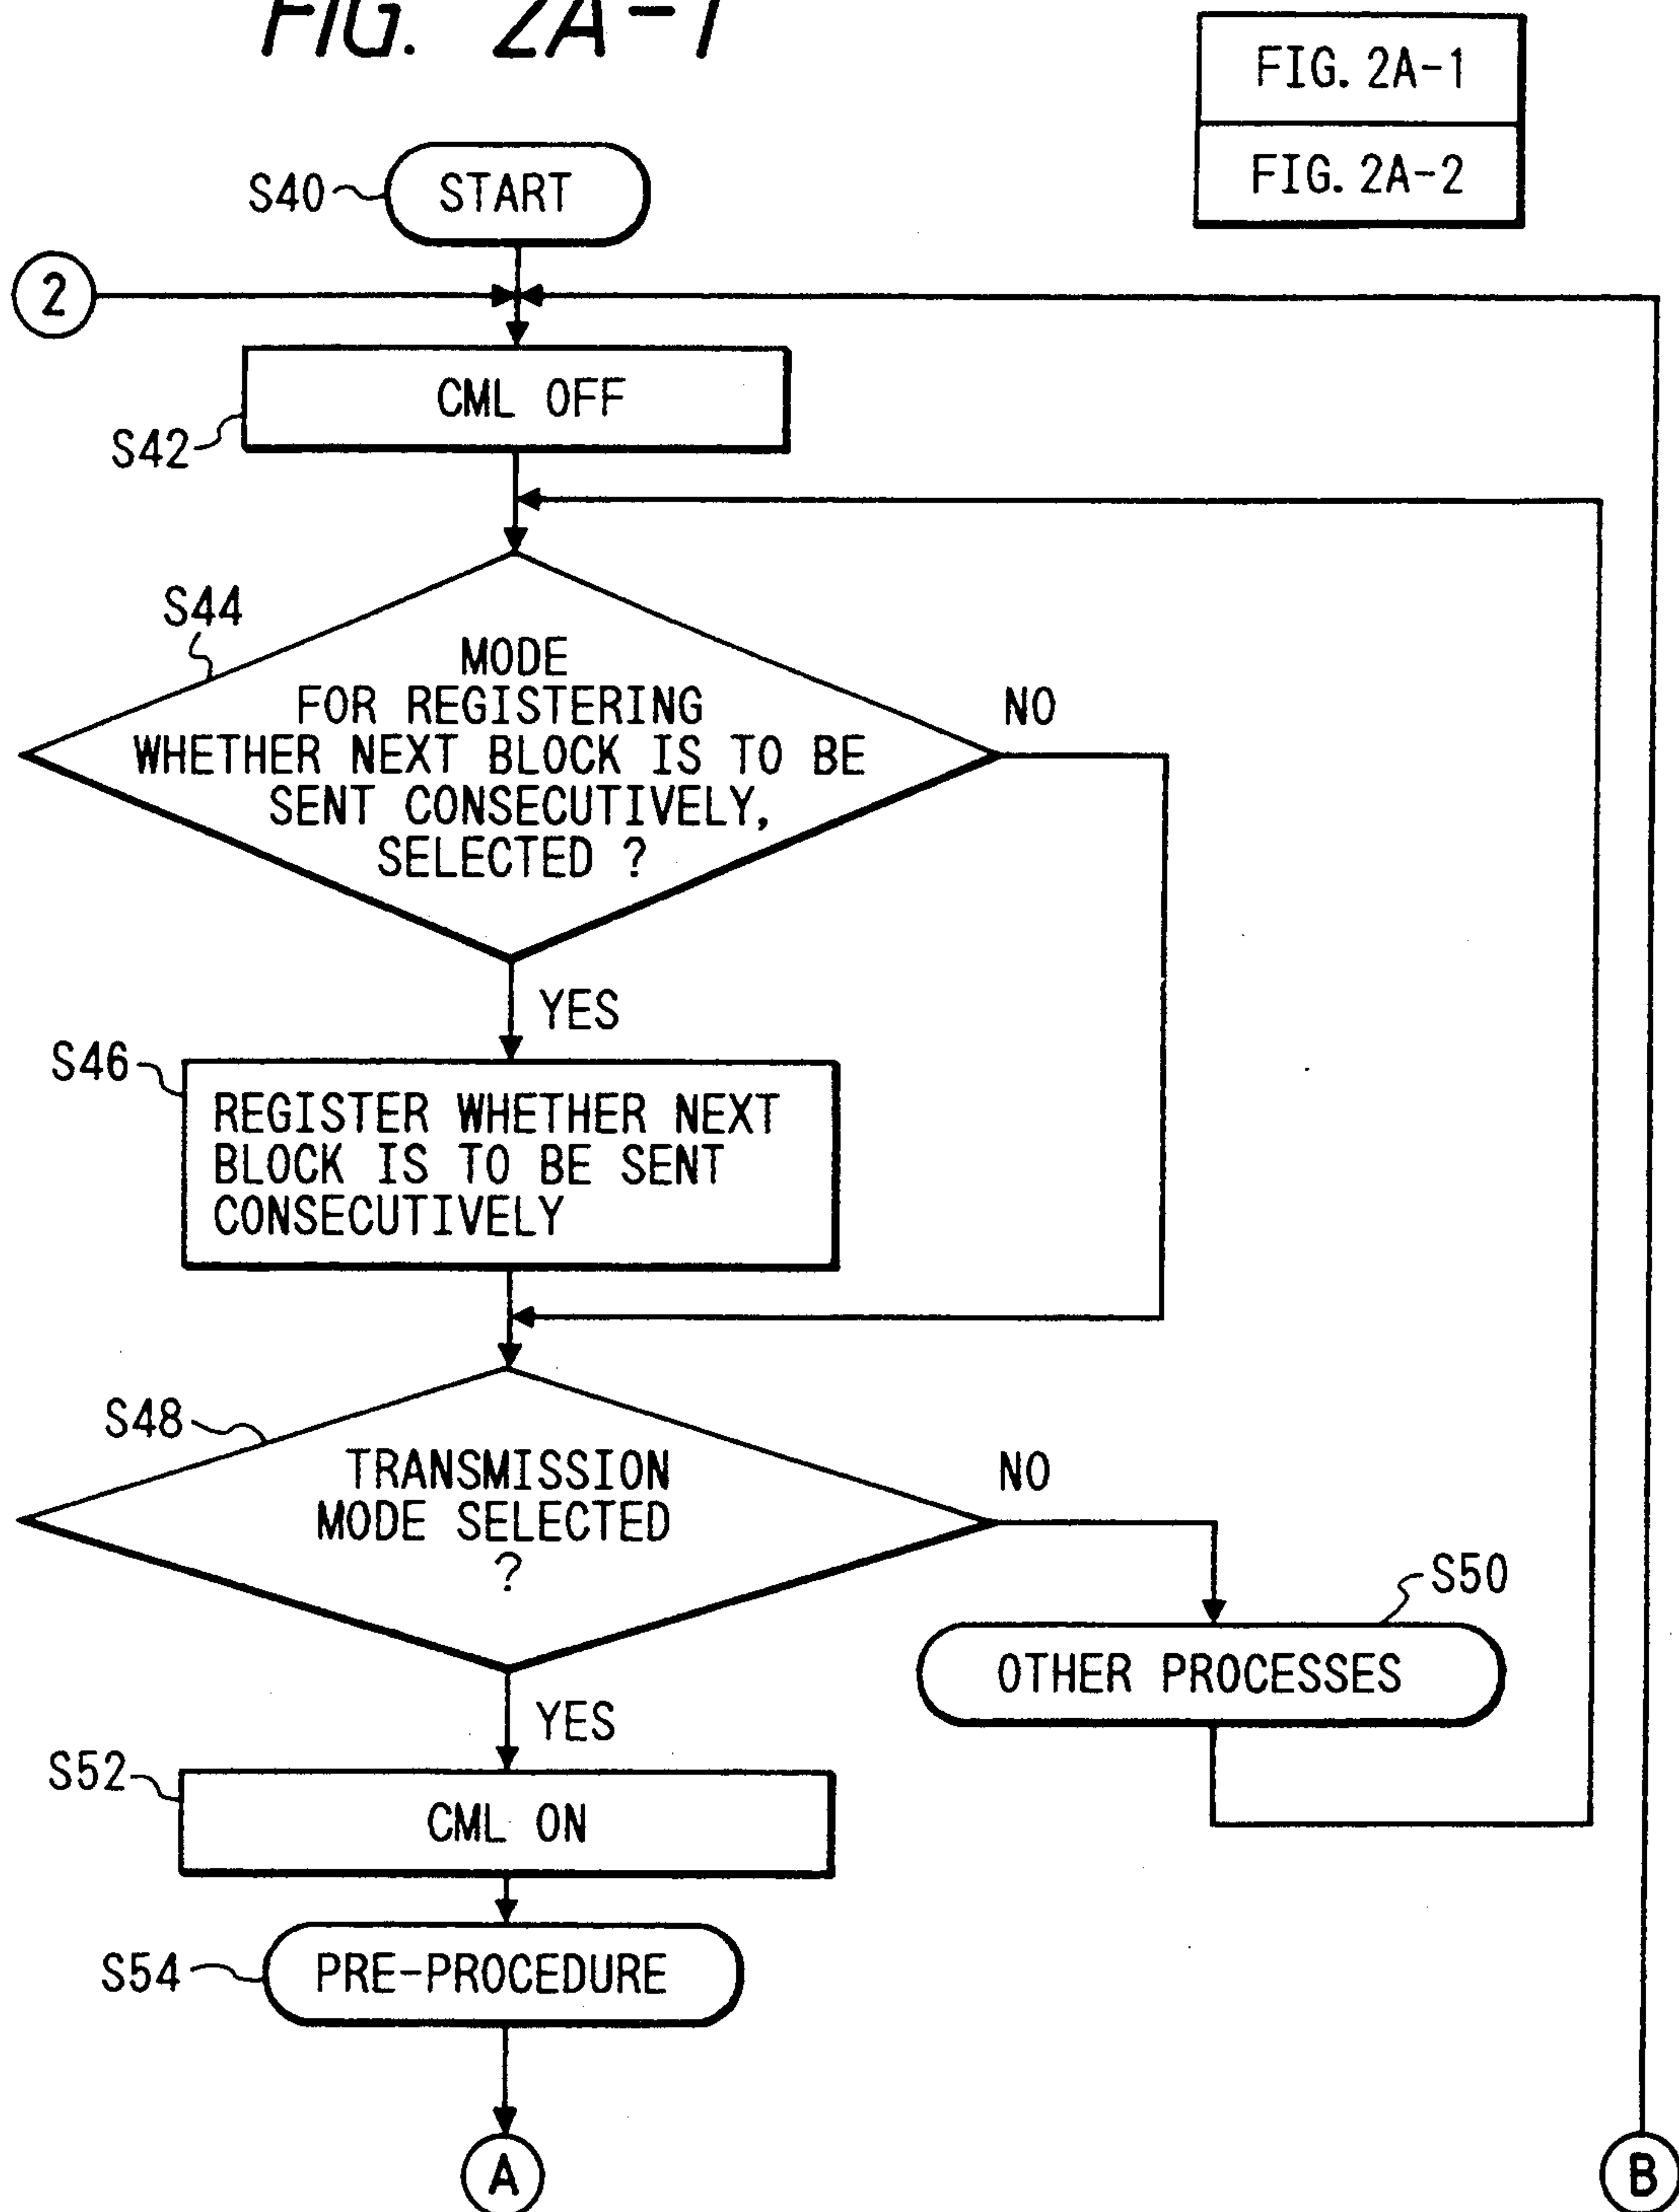 FIG. 2A-1
FIG. 2A-1
FIG. 2A-2
S40
START
2
CML OFF
S42
S44
MODE
FOR REGISTERING
WHETHER NEXT BLOCK IS TO BE
SENT CONSECUTIVELY,
SELECTED ?
NO
YES
S46
REGISTER WHETHER NEXT
BLOCK IS TO BE SENT
CONSECUTIVELY
S48
TRANSMISSION
MODE SELECTED
?
NO
S50
OTHER PROCESSES
YES
S52
CML ON
S54
PRE-PROCEDURE
A
B